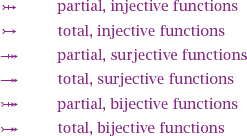 ⤔ partial, injective functions
↣ total, injective functions
⤀ partial, surjective functions
↠ total, surjective functions
⤗ partial, bijective functions
⤖ total, bijective functions